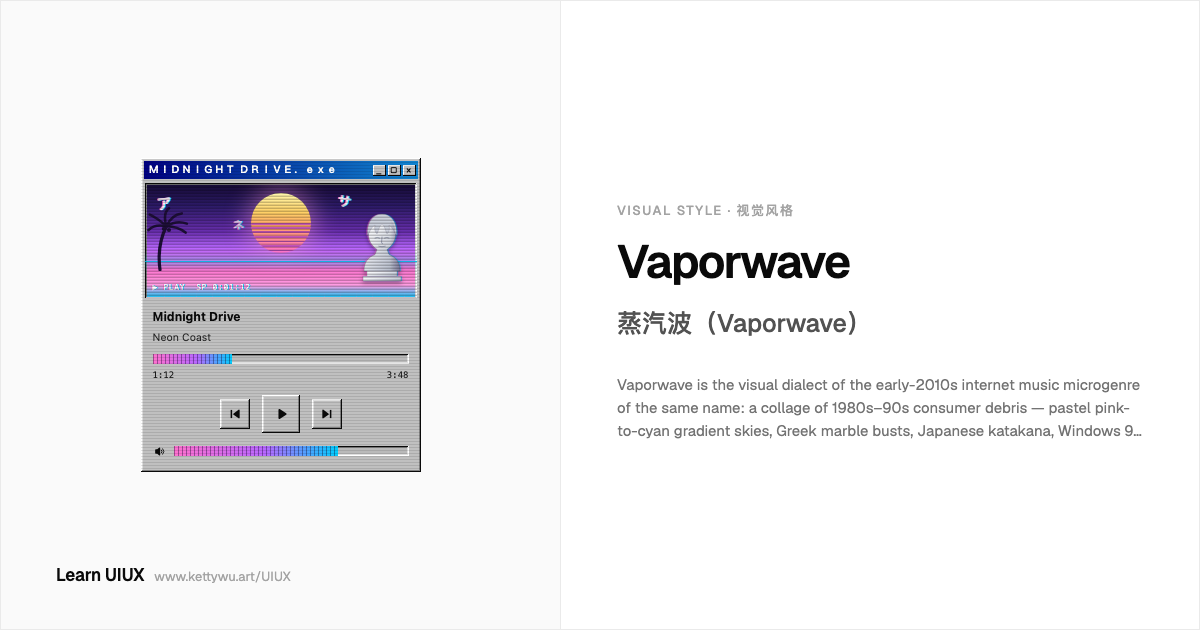 MIDNIGHT DRIVE.exe
ア
サ
ネ
▶ PLAY SP 0:01:12
Midnight Drive
Neon Coast
1:12
3:48
Learn UIUX www.kettywu.art/UIUX
VISUAL STYLE · 视觉风格
Vaporwave
蒸汽波（Vaporwave）
Vaporwave is the visual dialect of the early-2010s internet music microgenre
of the same name: a collage of 1980s–90s consumer debris — pastel pink-
to-cyan gradient skies, Greek marble busts, Japanese katakana, Windows 9…